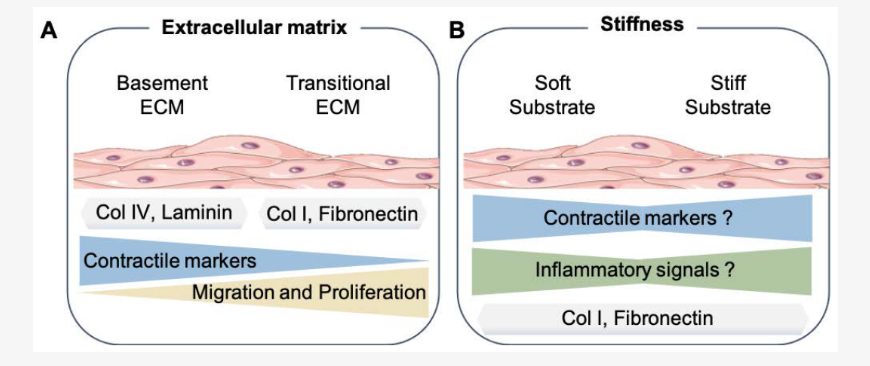 A
Extracellular matrix
Basement
ECM
Transitional
ECM
Col IV, Laminin
Col I, Fibronectin
Contractile markers
Migration and Proliferation
B
Stiffness
Soft
Substrate
Stiff
Substrate
Contractile markers ?
Inflammatory signals ?
Col I, Fibronectin